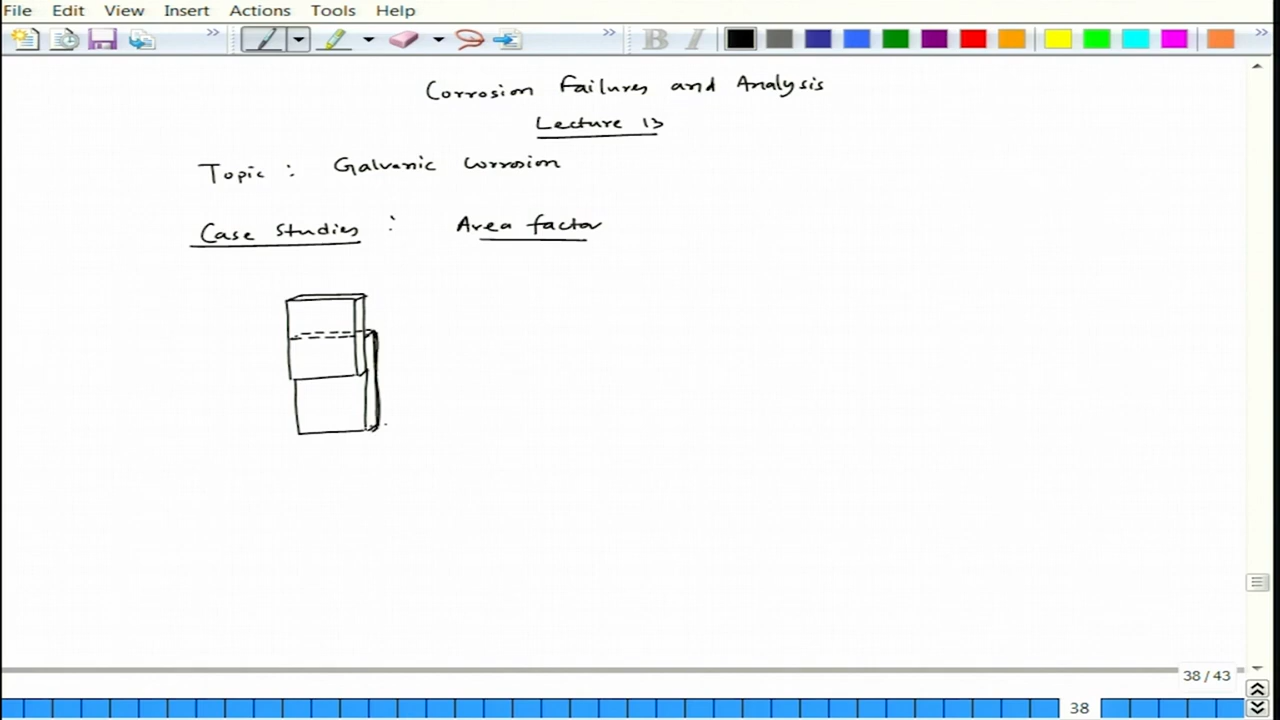 File Edit View Insert Actions Tools Help
B I
Corrosion Failures and Analysis
Lecture 13
Topic : Galvanic Corrosion
Case Studies : Area factor
38 / 43
38